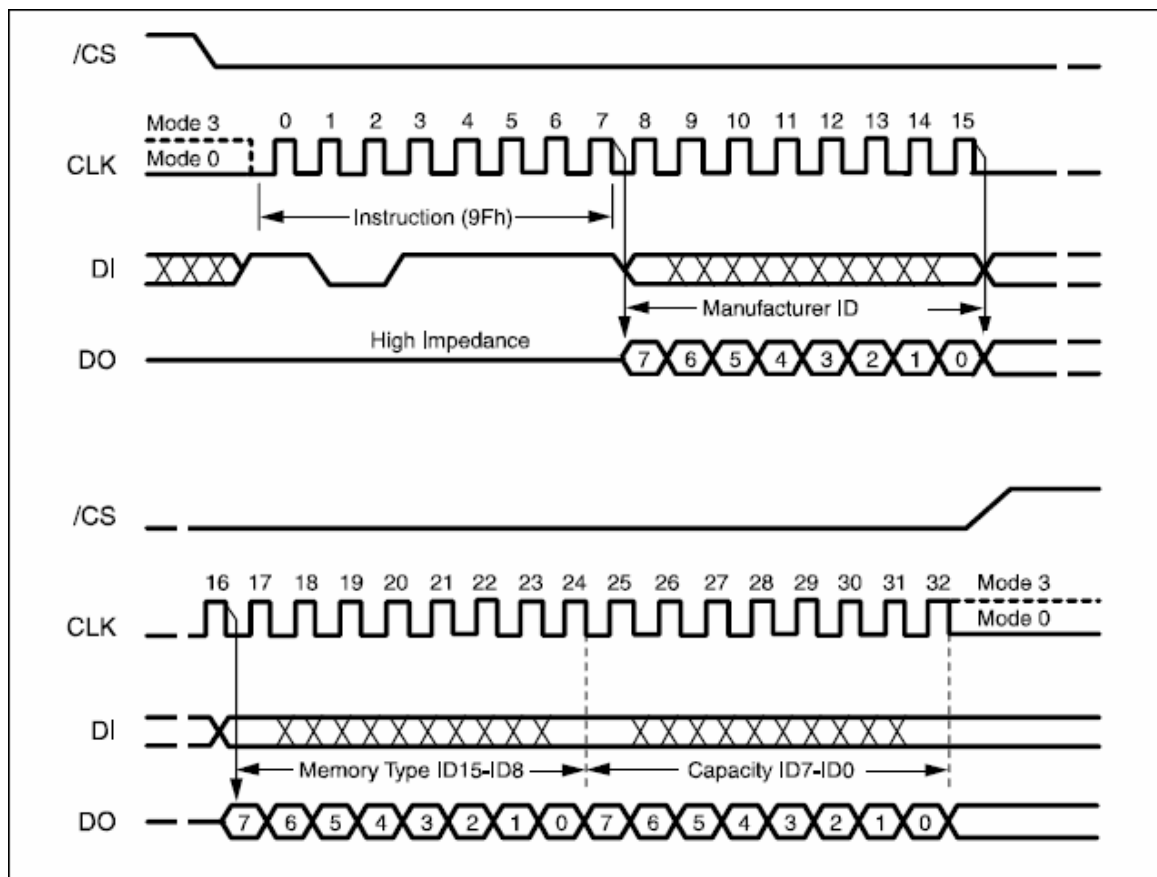 /CS
Mode 3
0 1 2 3 4 5 6 7 8 9 10 11 12 13 14 15
CLK
Mode 0
Instruction (9Fh)
DI
Manufacturer ID
High Impedance
DO
7 6 5 4 3 2 1 0
/CS
16 17 18 19 20 21 22 23 24 25 26 27 28 29 30 31 32
Mode 3
CLK
Mode 0
DI
Memory Type ID15-ID8
Capacity ID7-ID0
DO
7 6 5 4 3 2 1 0 7 6 5 4 3 2 1 0